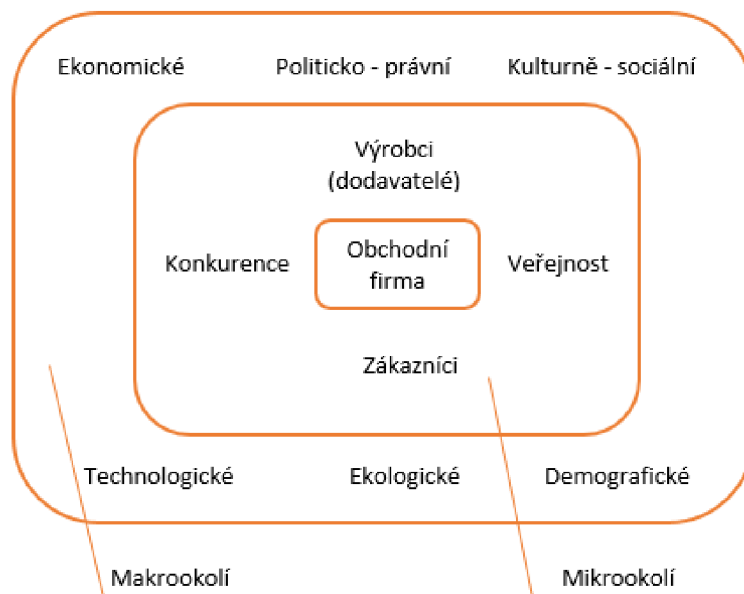 Ekonomické Politicko - právní Kulturně - sociální
Výrobci
(dodavatelé)
Konkurence
Obchodní
firma
Veřejnost
Zákazníci
Technologické Ekologické Demografické
Makrookolí Mikrookolí